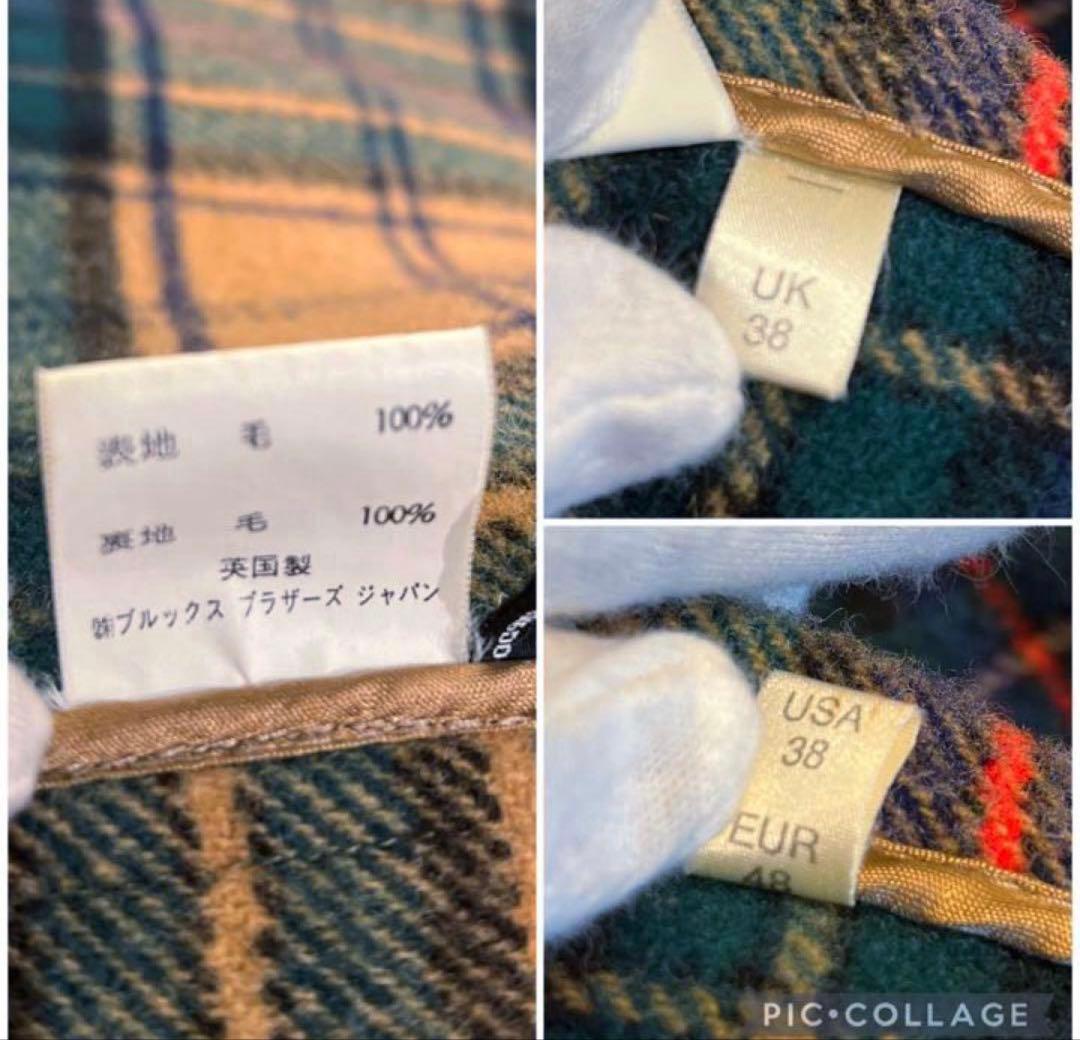 表地 毛 100%
裏地 毛 100%
英国製
㈱ブルックス ブラザーズ ジャパン
UK
38
USA
38
EUR
48
PIC•COLLAGE